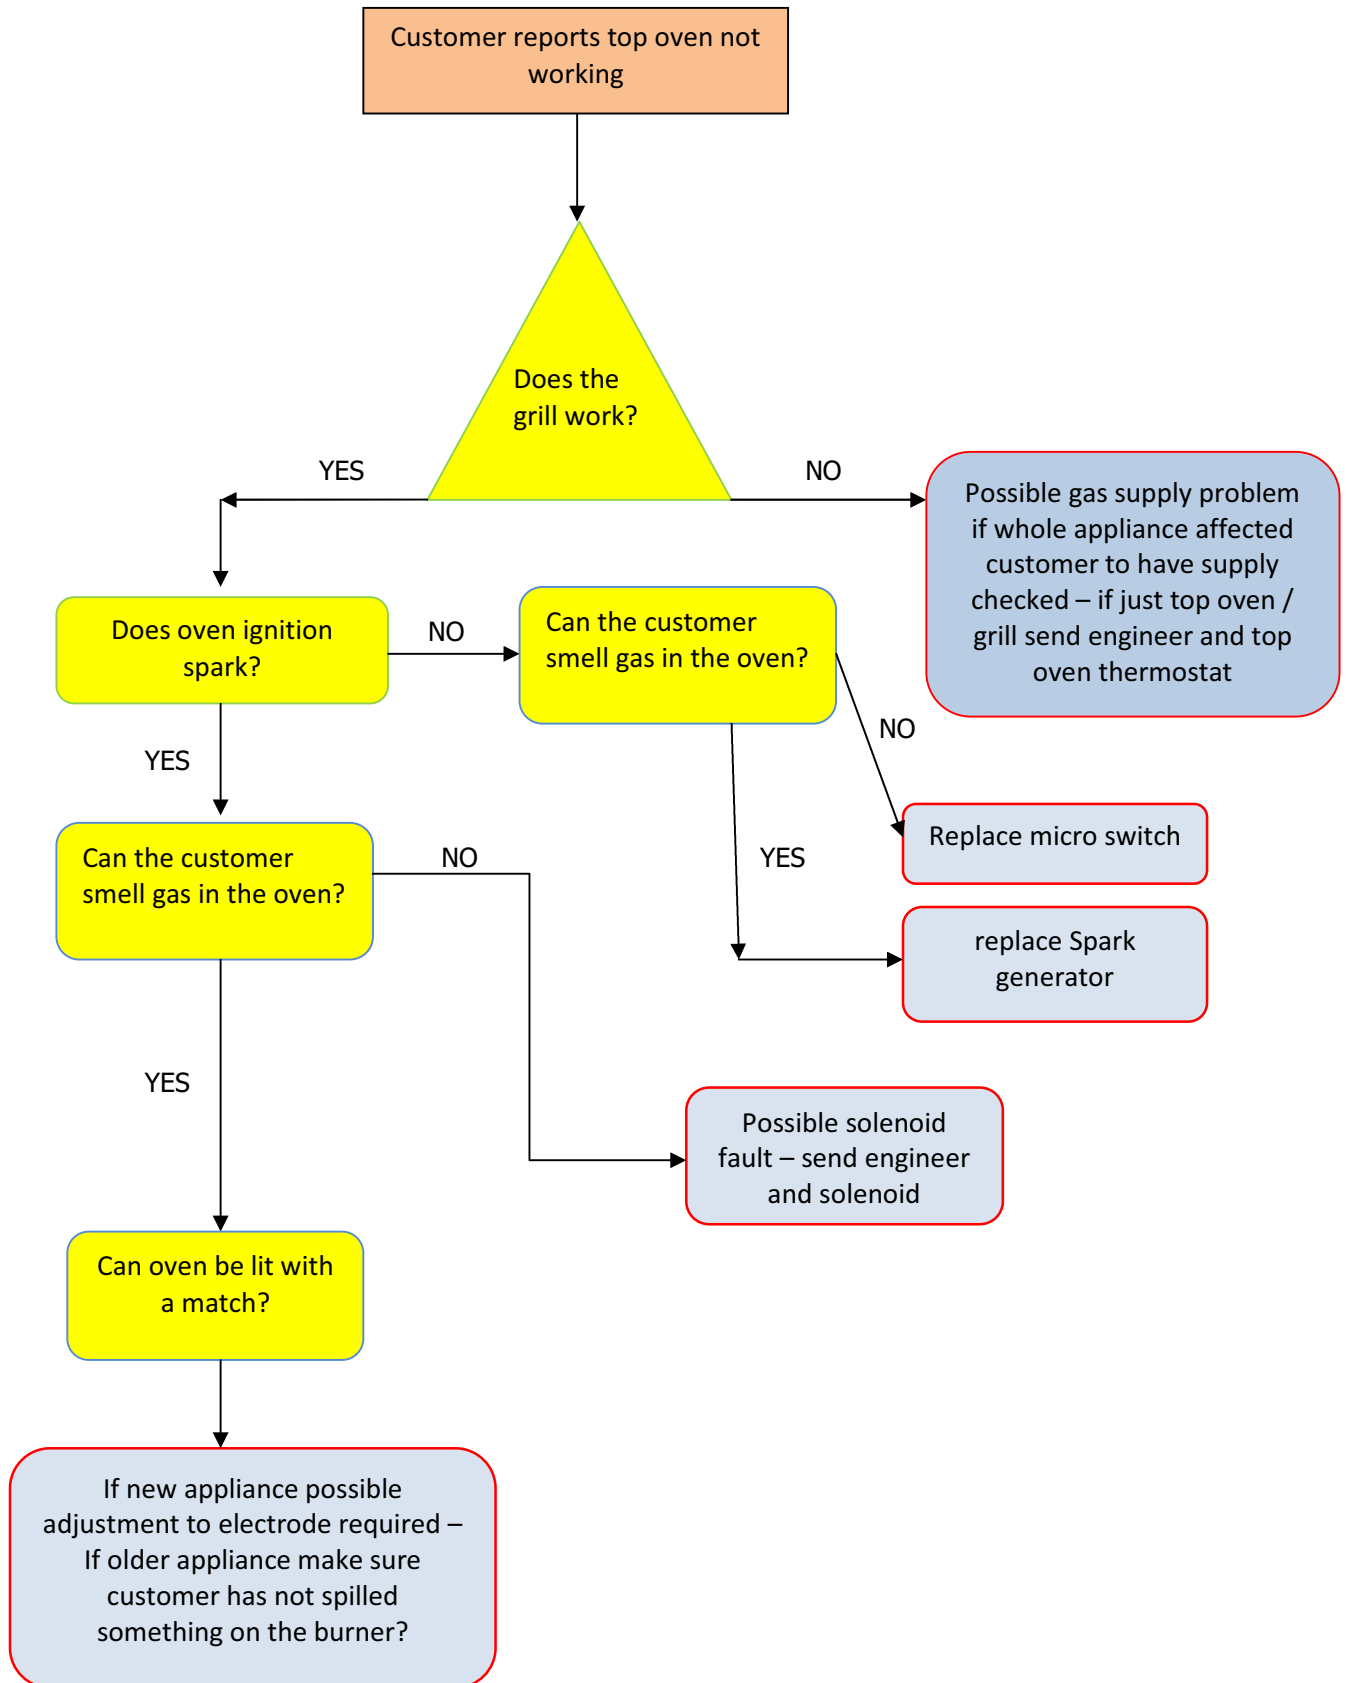 Customer reports top oven not
working
Does the
grill work?
YES
NO
Possible gas supply problem
if whole appliance affected
customer to have supply
checked – if just top oven /
grill send engineer and top
oven thermostat
Does oven ignition
spark?
NO
Can the customer
smell gas in the oven?
NO
YES
Replace micro switch
Can the customer
smell gas in the oven?
NO
YES
replace Spark
generator
YES
Possible solenoid
fault – send engineer
and solenoid
Can oven be lit with
a match?
If new appliance possible
adjustment to electrode required –
If older appliance make sure
customer has not spilled
something on the burner?